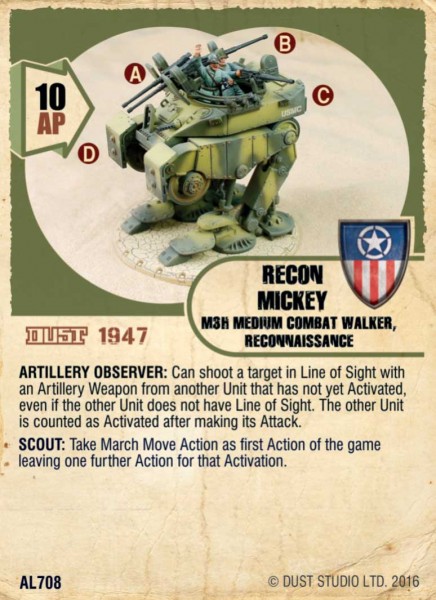 A
B
C
D
10
AP
RECON
MICKEY
M3H MEDIUM COMBAT WALKER,
RECONNAISSANCE
DUST 1947
ARTILLERY OBSERVER: Can shoot a target in Line of Sight with
an Artillery Weapon from another Unit that has not yet Activated,
even if the other Unit does not have Line of Sight. The other Unit
is counted as Activated after making its Attack.
SCOUT: Take March Move Action as first Action of the game
leaving one further Action for that Activation.
AL708
© DUST STUDIO LTD. 2016